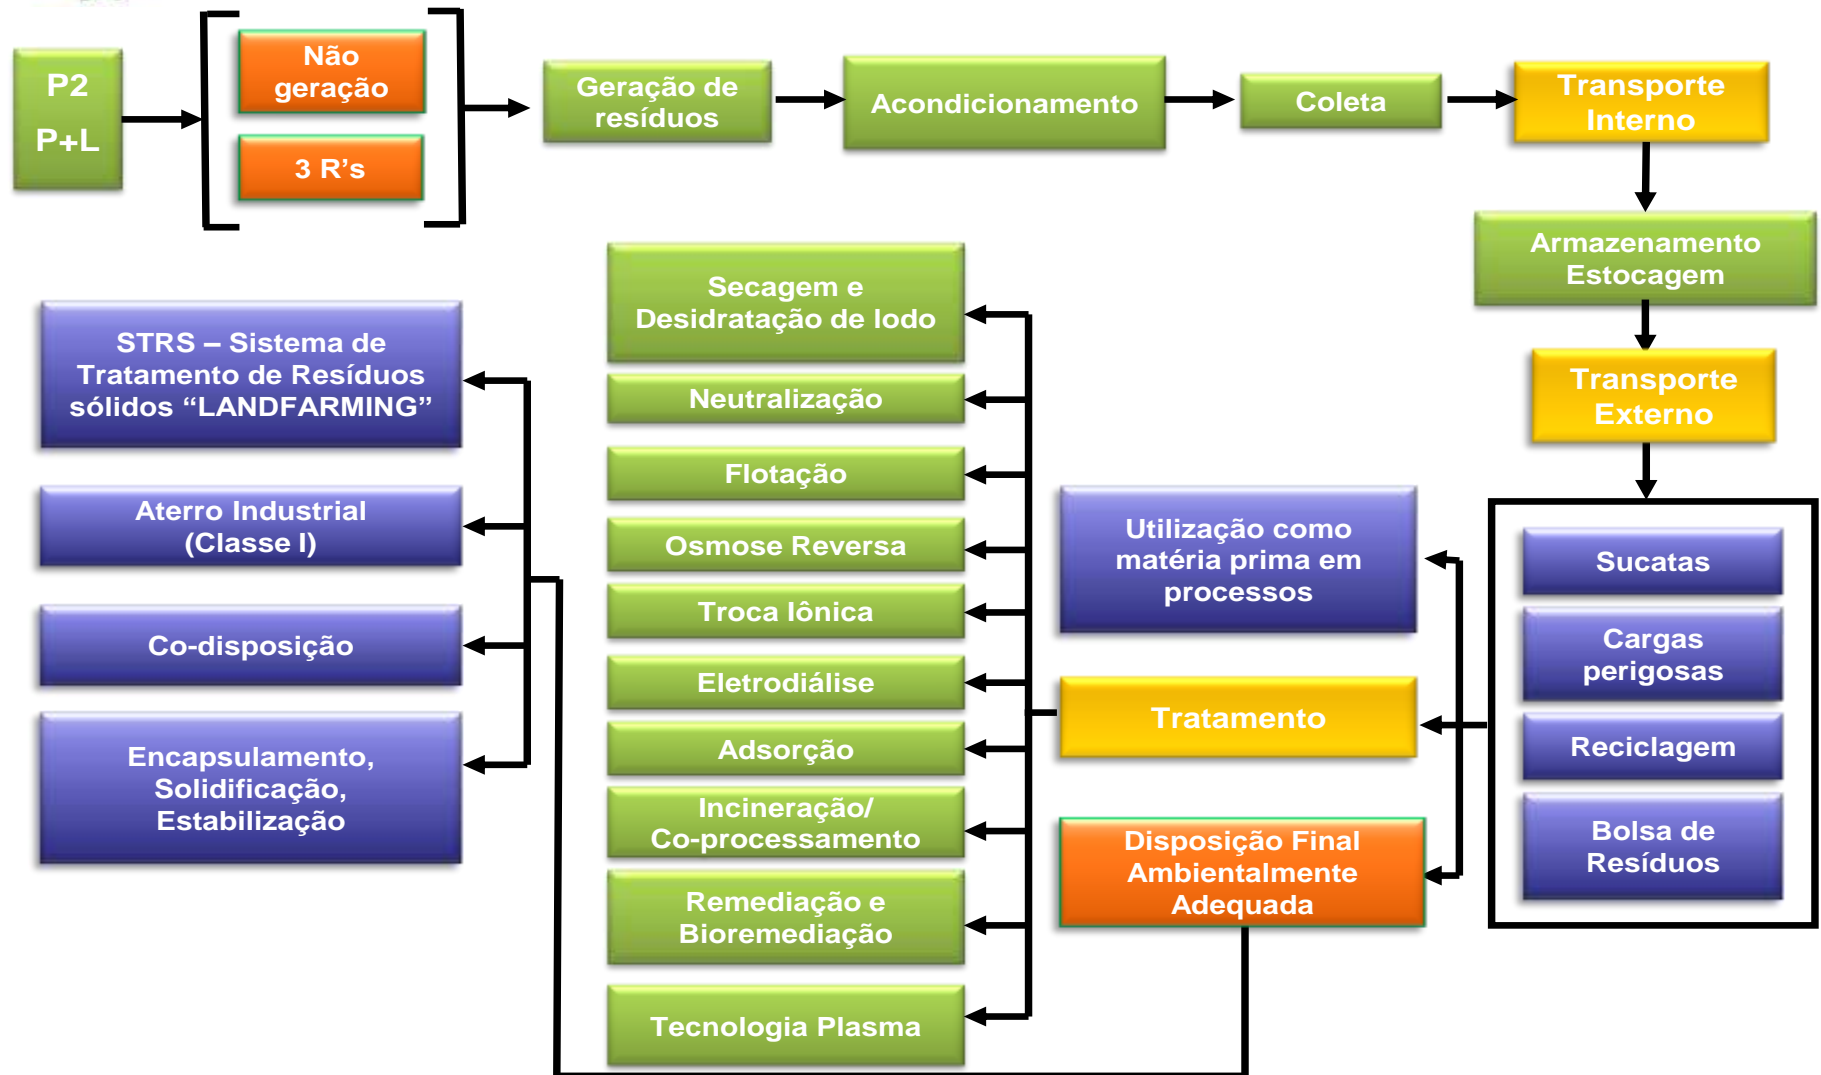 P2
P+L
Não
geração
3 R’s
Geração de
resíduos
Acondicionamento
Coleta
Transporte
Interno
Armazenamento
Estocagem
Transporte
Externo
Sucatas
Cargas
perigosas
Reciclagem
Bolsa de
Resíduos
Utilização como
matéria prima em
processos
Tratamento
Disposição Final
Ambientalmente
Adequada
Secagem e
Desidratação de lodo
Neutralização
Flotação
Osmose Reversa
Troca Iônica
Eletrodiálise
Adsorção
Incineração/
Co-processamento
Remediação e
Bioremediação
Tecnologia Plasma
STRS – Sistema de
Tratamento de Resíduos
sólidos “LANDFARMING”
Aterro Industrial
(Classe I)
Co-disposição
Encapsulamento,
Solidificação,
Estabilização